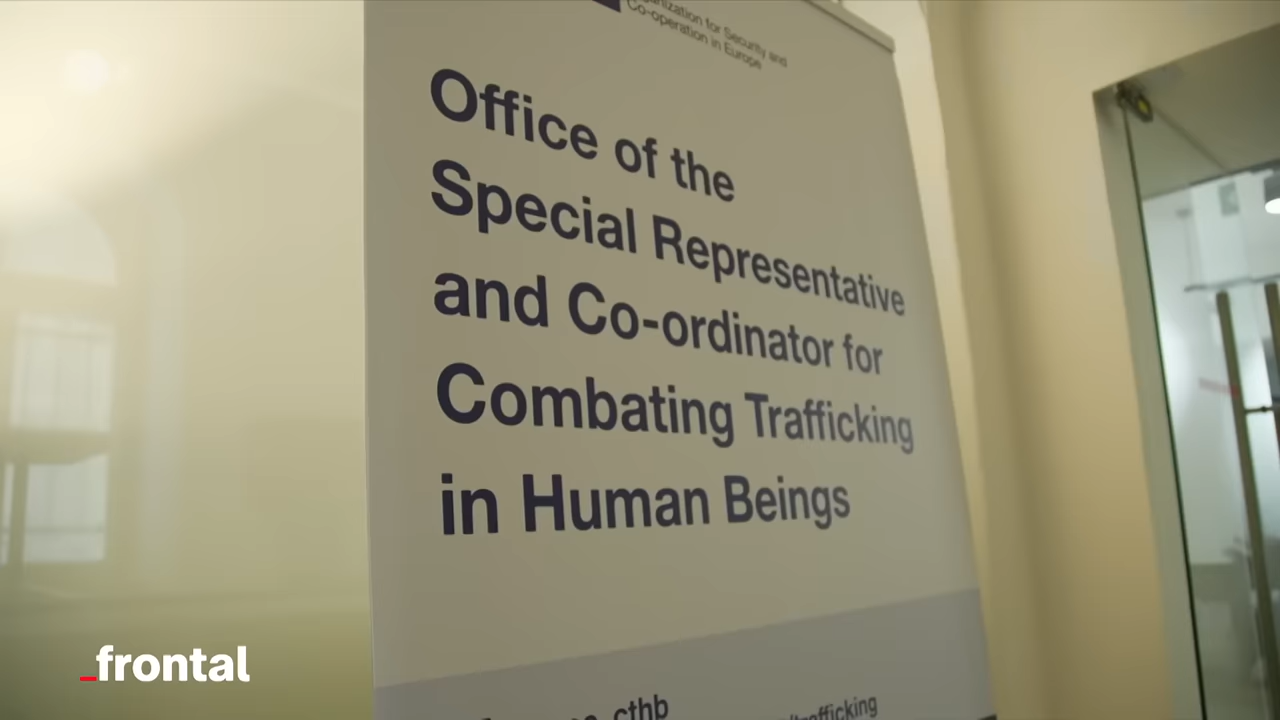 Co-operation in Europe
for Security and
Office of the
Special Representative
and Co-ordinator for
Combating Trafficking
in Human Beings
cthb
_frontal